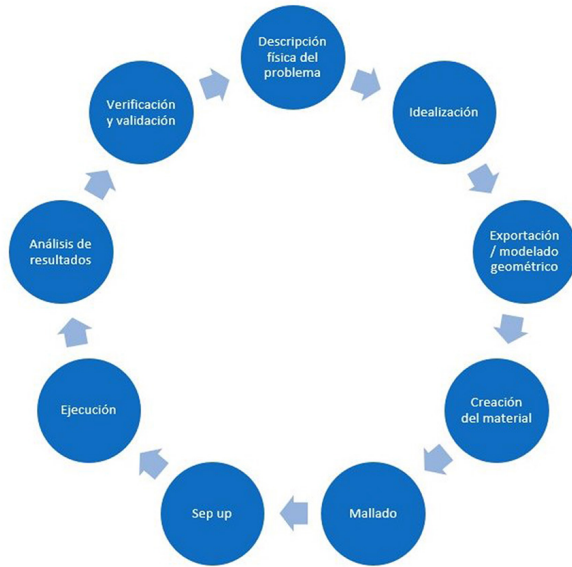 Descripción
física del
problema
Idealización
Exportación
/ modelado
geométrico
Creación
del material
Mallado
Sep up
Ejecución
Análisis de
resultados
Verificación
y validación